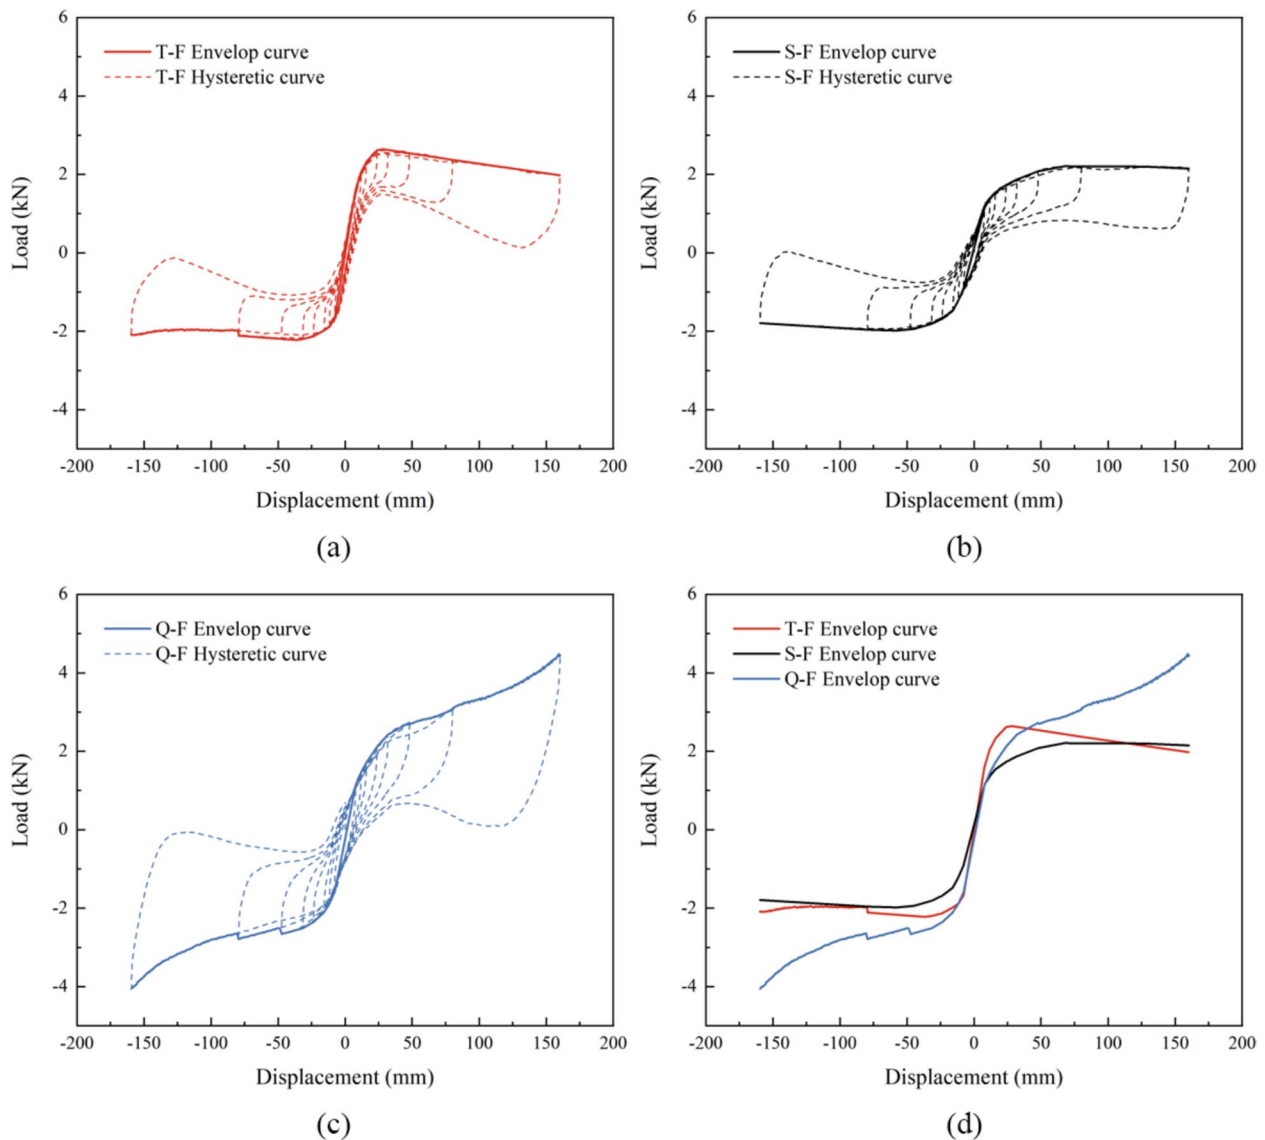 6
4
2
0
-2
-4
Load (kN)
T-F Envelop curve
T-F Hysteretic curve
-200 -150 -100 -50 0 50 100 150 200
Displacement (mm)
(a)
6
4
2
0
-2
-4
Load (kN)
S-F Envelop curve
S-F Hysteretic curve
-200 -150 -100 -50 0 50 100 150 200
Displacement (mm)
(b)
6
4
2
0
-2
-4
Load (kN)
Q-F Envelop curve
Q-F Hysteretic curve
-200 -150 -100 -50 0 50 100 150 200
Displacement (mm)
(c)
6
4
2
0
-2
-4
Load (kN)
T-F Envelop curve
S-F Envelop curve
Q-F Envelop curve
-200 -150 -100 -50 0 50 100 150 200
Displacement (mm)
(d)